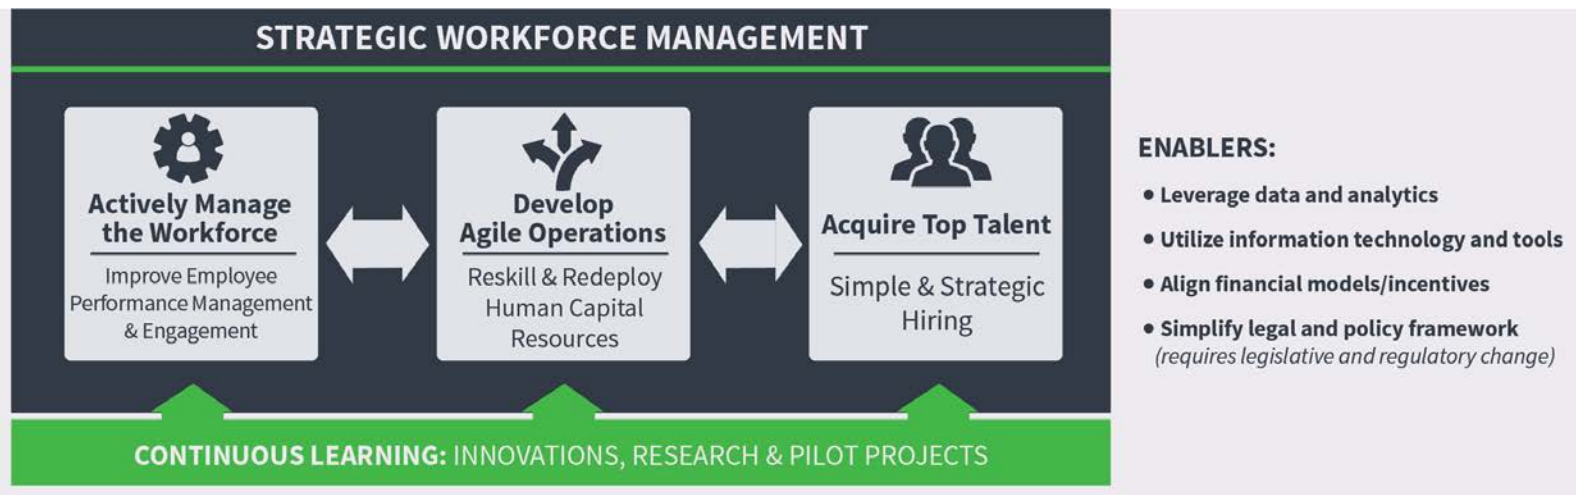 STRATEGIC WORKFORCE MANAGEMENT
Actively Manage
the Workforce
Improve Employee
Performance Management
& Engagement
Develop
Agile Operations
Reskill & Redeploy
Human Capital
Resources
Acquire Top Talent
Simple & Strategic
Hiring
CONTINUOUS LEARNING: INNOVATIONS, RESEARCH & PILOT PROJECTS
ENABLERS:
• Leverage data and analytics
• Utilize information technology and tools
• Align financial models/incentives
• Simplify legal and policy framework
(requires legislative and regulatory change)